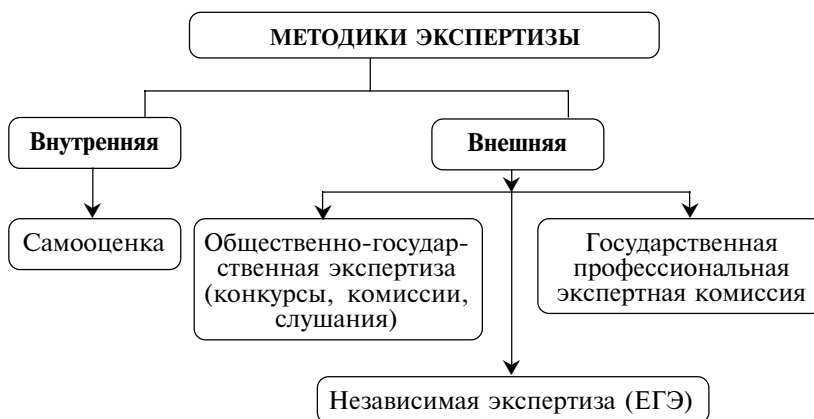 МЕТОДИКИ ЭКСПЕРТИЗЫ
Внутренняя
Внешняя
Самооценка
Общественно-государ-
ственная экспертиза
(конкурсы, комиссии,
слушания)
Государственная
профессиональная
экспертная комиссия
Независимая экспертиза (ЕГЭ)